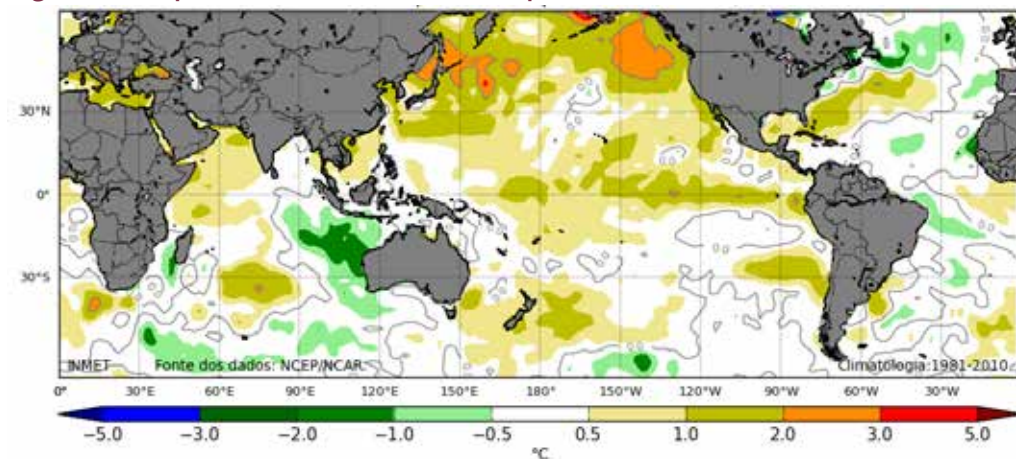 30°N
0°
30°S
INMET Fonte dos dados: NCEP/NCAR Climatologia:1981-2010
0° 30°E 60°E 90°E 120°E 150°E 180° 150°W 120°W 90°W 60°W 30°W
−5.0 −3.0 −2.0 −1.0 −0.5 0.5 1.0 2.0 3.0 5.0
°C